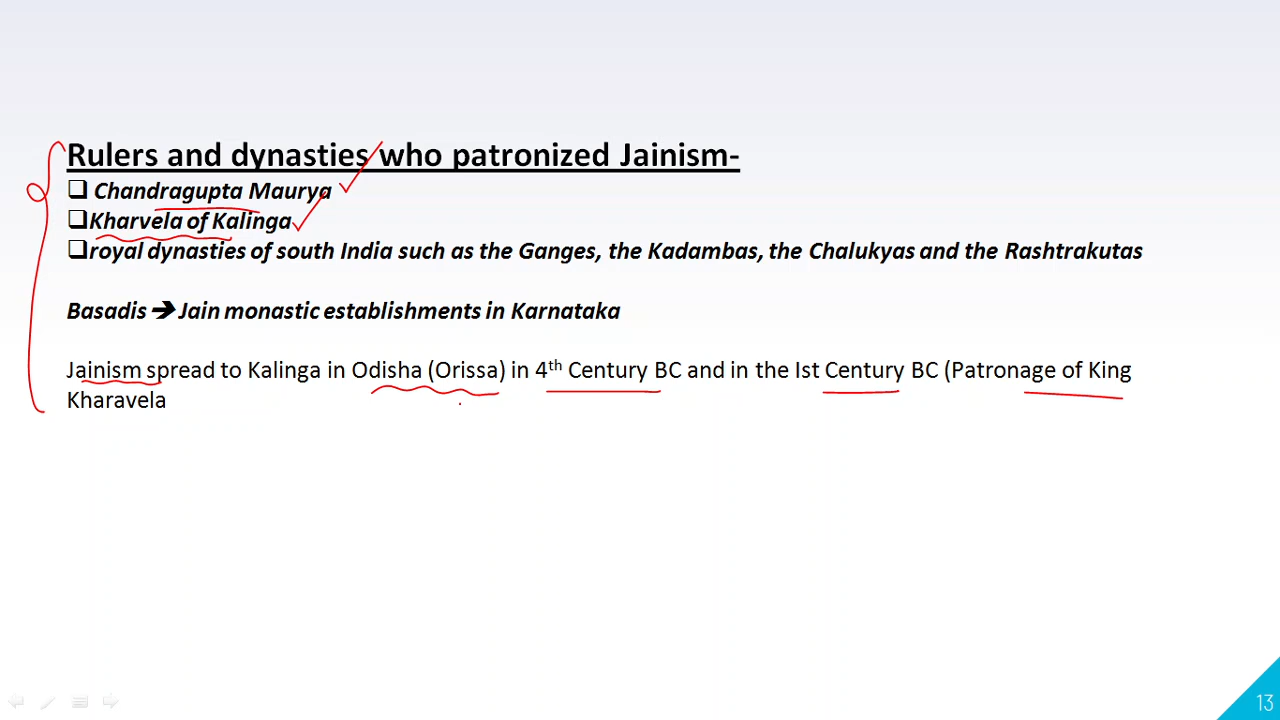 Rulers and dynasties who patronized Jainism-
❑ Chandragupta Maurya
❑Kharvela of Kalinga
❑royal dynasties of south India such as the Ganges, the Kadambas, the Chalukyas and the Rashtrakutas
Basadis ➔ Jain monastic establishments in Karnataka
Jainism spread to Kalinga in Odisha (Orissa) in 4th Century BC and in the Ist Century BC (Patronage of King
Kharavela
13